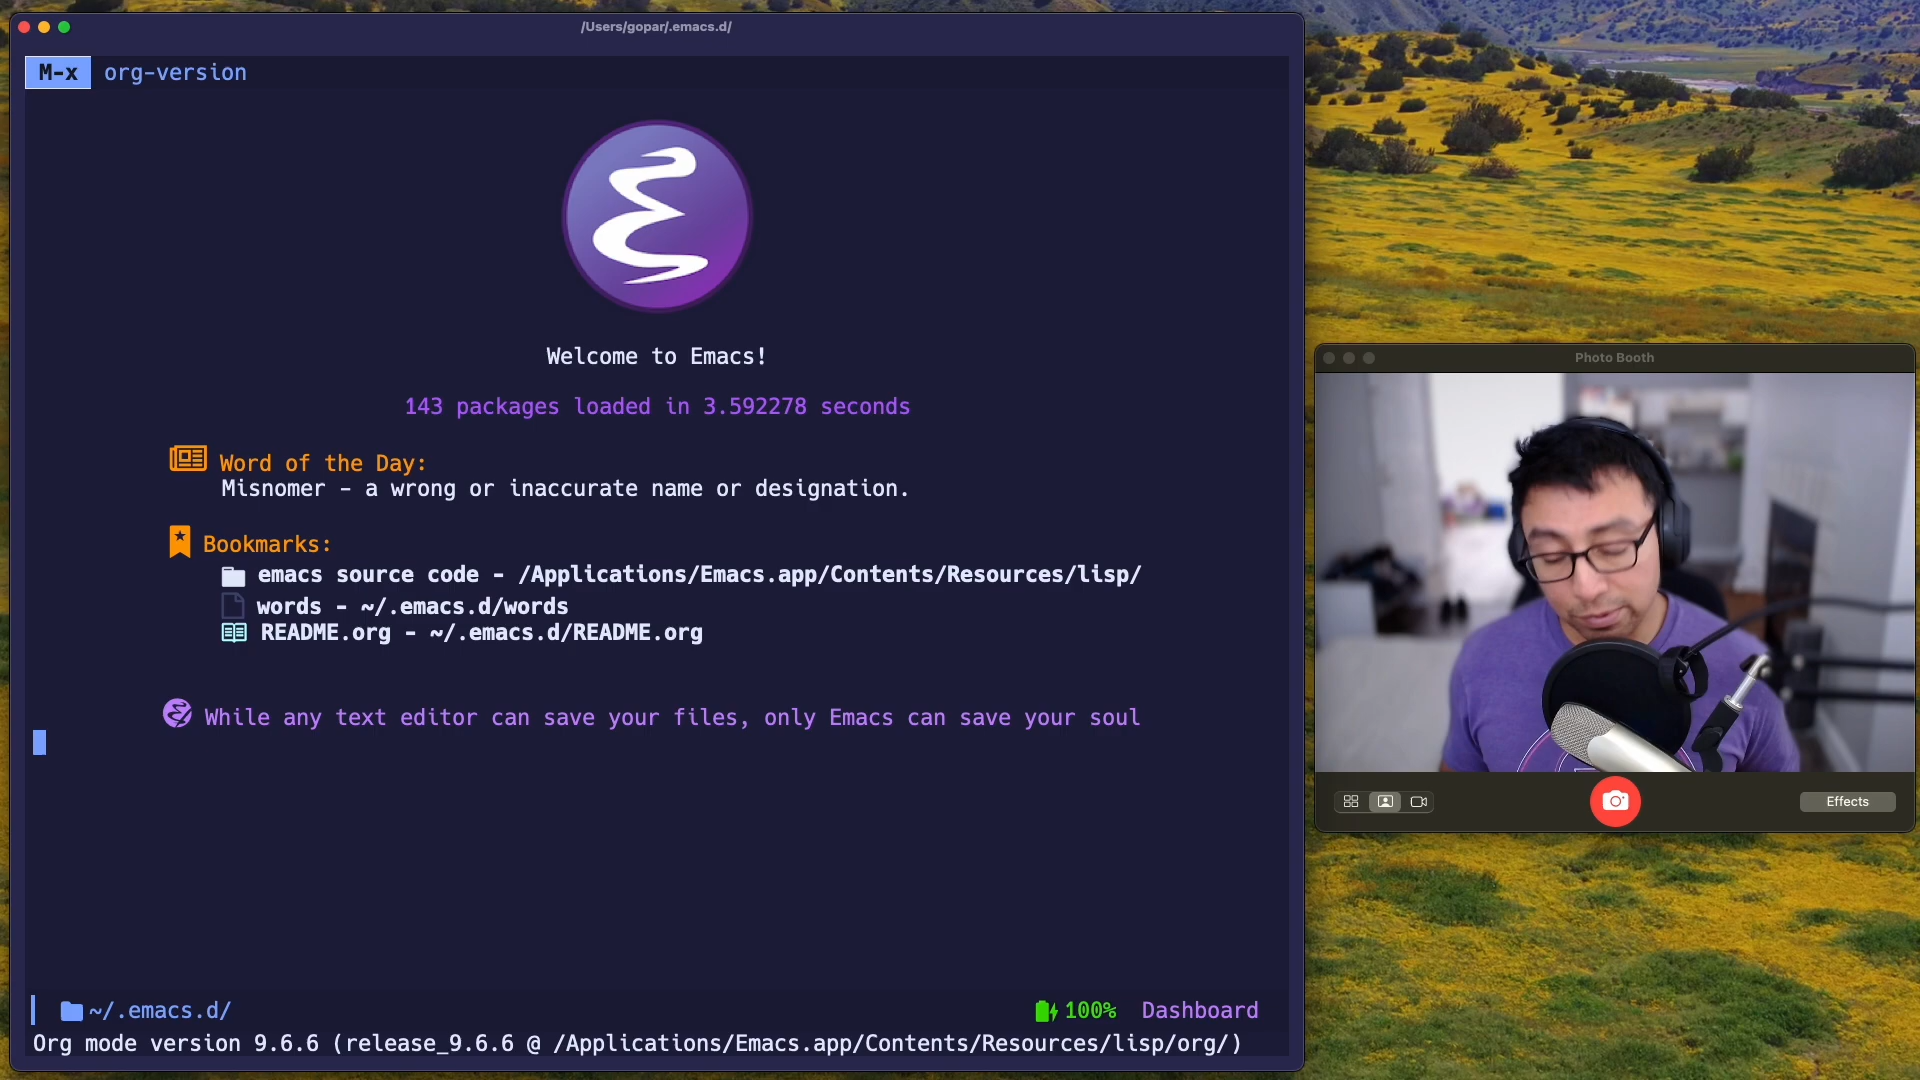 /Users/gopar/.emacs.d/
M-x org-version
Welcome to Emacs!
143 packages loaded in 3.592278 seconds
Word of the Day:
Misnomer - a wrong or inaccurate name or designation.
Bookmarks:
emacs source code - /Applications/Emacs.app/Contents/Resources/lisp/
words - ~/.emacs.d/words
README.org - ~/.emacs.d/README.org
While any text editor can save your files, only Emacs can save your soul
~/.emacs.d/ 100% Dashboard
Org mode version 9.6.6 (release_9.6.6 @ /Applications/Emacs.app/Contents/Resources/lisp/org/)
Photo Booth
Effects